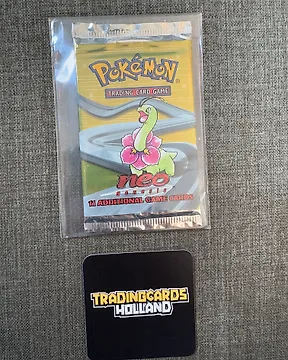 POKéMON
TRADING CARD GAME
neo
GENESIS
11 ADDITIONAL GAME CARDS
TRADINGCARDS
HOLLAND